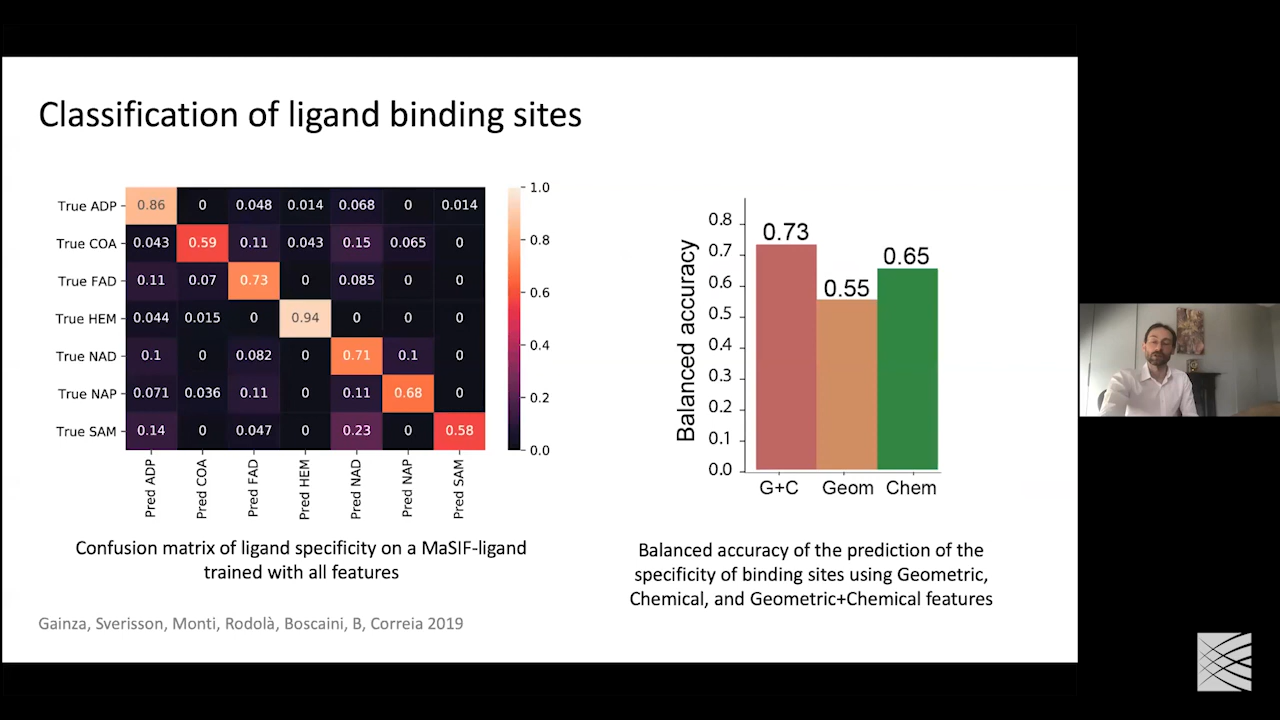 Classification of ligand binding sites
True ADP 0.86 0 0.048 0.014 0.068 0 0.014
True COA 0.043 0.59 0.11 0.043 0.15 0.065 0
True FAD 0.11 0.07 0.73 0 0.085 0 0
True HEM 0.044 0.015 0 0.94 0 0 0
True NAD 0.1 0 0.082 0 0.71 0.1 0
True NAP 0.071 0.036 0.11 0 0.11 0.68 0
True SAM 0.14 0 0.047 0 0.23 0 0.58
Pred ADP
Pred COA
Pred FAD
Pred HEM
Pred NAD
Pred NAP
Pred SAM
1.0
0.8
0.6
0.4
0.2
0.0
Confusion matrix of ligand specificity on a MaSIF-ligand
trained with all features
Balanced accuracy
0.8
0.7
0.6
0.5
0.4
0.3
0.2
0.1
0.0
0.73
0.55
0.65
G+C Geom Chem
Balanced accuracy of the prediction of the
specificity of binding sites using Geometric,
Chemical, and Geometric+Chemical features
Gainza, Sverisson, Monti, Rodolà, Boscaini, B, Correia 2019